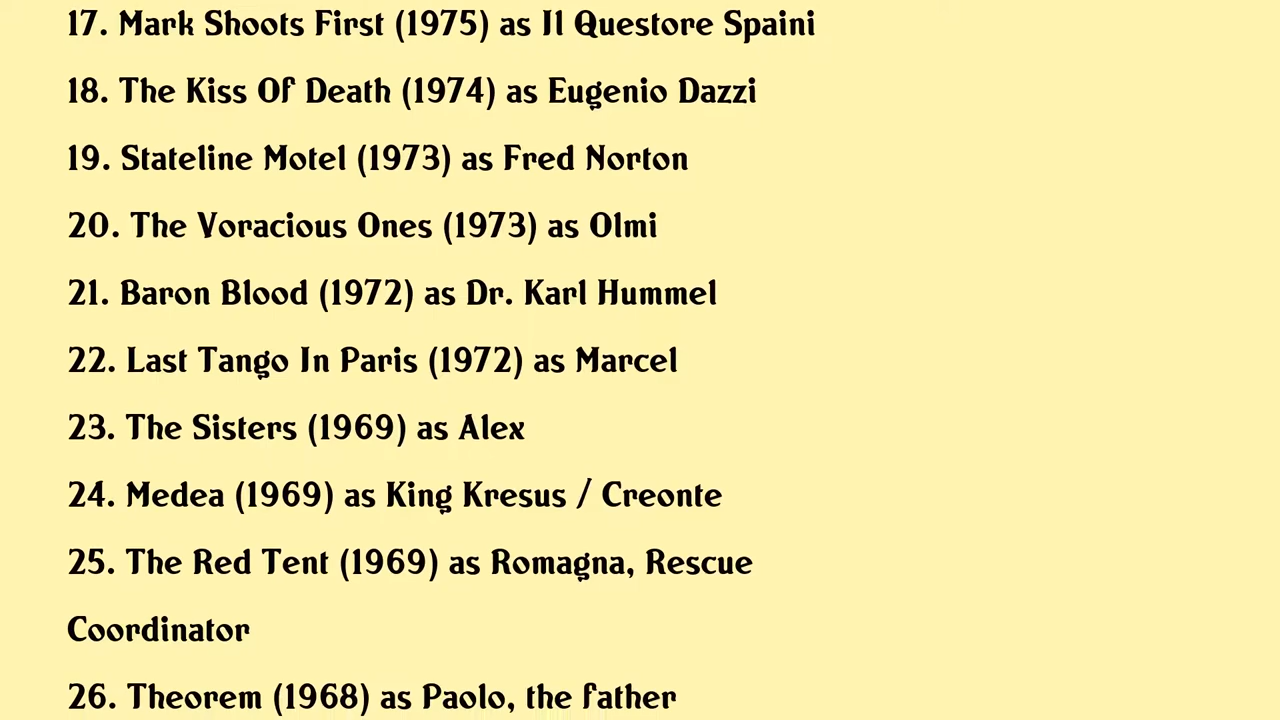 17. Mark Shoots First (1975) as Il Questore Spaini
18. The Kiss Of Death (1974) as Eugenio Dazzi
19. Stateline Motel (1973) as Fred Norton
20. The Voracious Ones (1973) as Olmi
21. Baron Blood (1972) as Dr. Karl Hummel
22. Last Tango In Paris (1972) as Marcel
23. The Sisters (1969) as Alex
24. Medea (1969) as King Kresus / Creonte
25. The Red Tent (1969) as Romagna, Rescue
Coordinator
26. Theorem (1968) as Paolo, the father